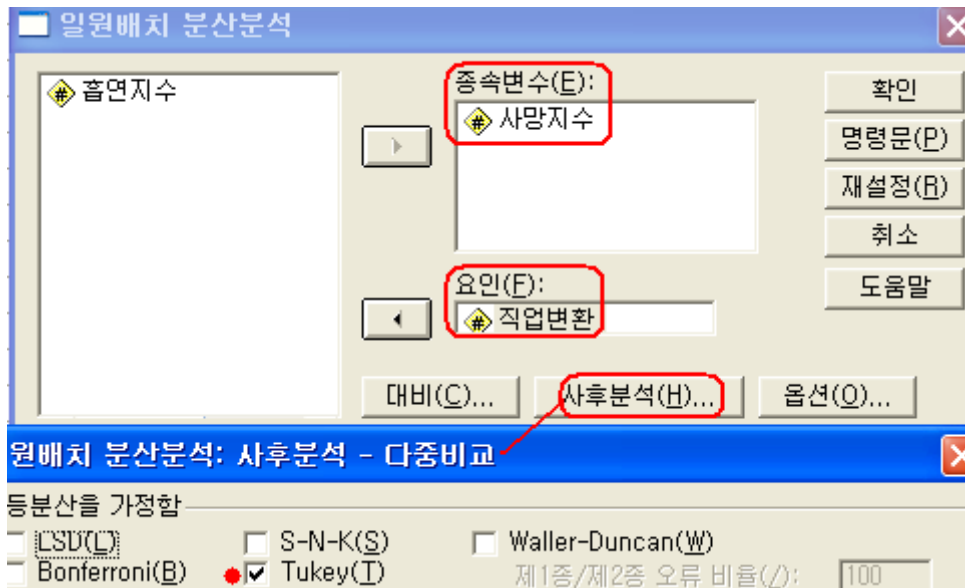 일원배치 분산분석
흡연지수
종속변수(E):
사망지수
요인(F):
직업변환
확인
명령문(P)
재설정(R)
취소
도움말
대비(C)... 사후분석(H)... 옵션(O)...
원배치 분산분석: 사후분석 - 다중비교
등분산을 가정함
LSD(L) S-N-K(S) Waller-Duncan(W)
Bonferroni(B) Tukey(T) 제1종/제2종 오류 비율(/): 100